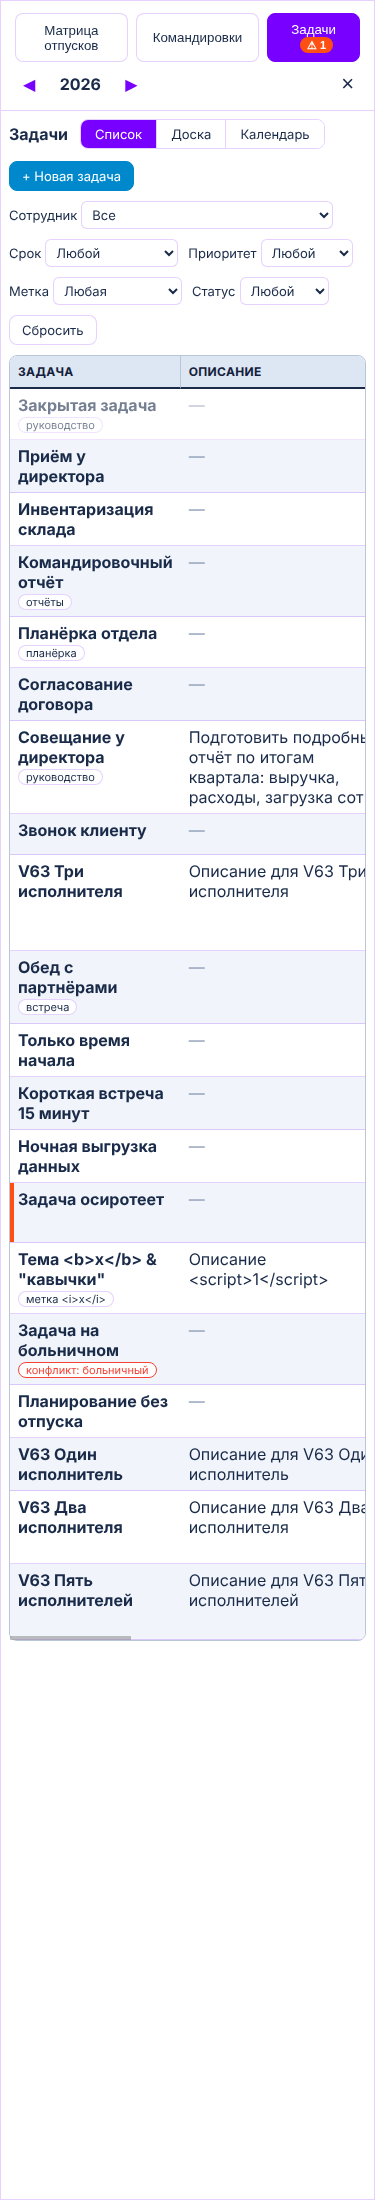 Матрица
отпусков
Командировки
Задачи
⚠ 1
◀ 2026 ▶ ×
Задачи Список Доска Календарь
+ Новая задача
Сотрудник Все
Срок Любой Приоритет Любой
Метка Любая Статус Любой
Сбросить
ЗАДАЧА ОПИСАНИЕ
Закрытая задача —
руководство
Приём у —
директора
Инвентаризация —
склада
Командировочный —
отчёт
отчёты
Планёрка отдела —
планёрка
Согласование —
договора
Совещание у
директора
руководство
Подготовить подробнь
отчёт по итогам
квартала: выручка,
расходы, загрузка сот
Звонок клиенту —
V63 Три
исполнителя
Описание для V63 Три
исполнителя
Обед с —
партнёрами
встреча
Только время —
начала
Короткая встреча —
15 минут
Ночная выгрузка —
данных
Задача осиротеет —
Тема <b>x</b> &
"кавычки"
метка <i>x</i>
Описание
<script>1</script>
Задача на —
больничном
конфликт: больничный
Планирование без —
отпуска
V63 Один
исполнитель
Описание для V63 Оди
исполнитель
V63 Два
исполнителя
Описание для V63 Два
исполнителя
V63 Пять
исполнителей
Описание для V63 Пят
исполнителей